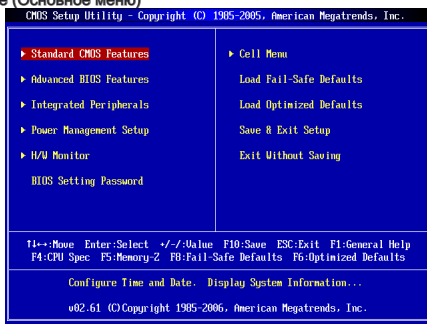 е (Основное меню)
CMOS Setup Utility - Copyright (C) 1985-2005, American Megatrends, Inc.
▶ Standard CMOS Features
▶ Advanced BIOS Features
▶ Integrated Peripherals
▶ Power Management Setup
▶ H/W Monitor
BIOS Setting Password
▶ Cell Menu
Load Fail-Safe Defaults
Load Optimized Defaults
Save & Exit Setup
Exit Without Saving
↑↓←→:Move Enter:Select +/-/:Value F10:Save ESC:Exit F1:General Help
F4:CPU Spec F5:Memory-Z F8:Fail-Safe Defaults F6:Optimized Defaults
Configure Time and Date. Display System Information...
v02.61 (C)Copyright 1985-2006, American Megatrends, Inc.